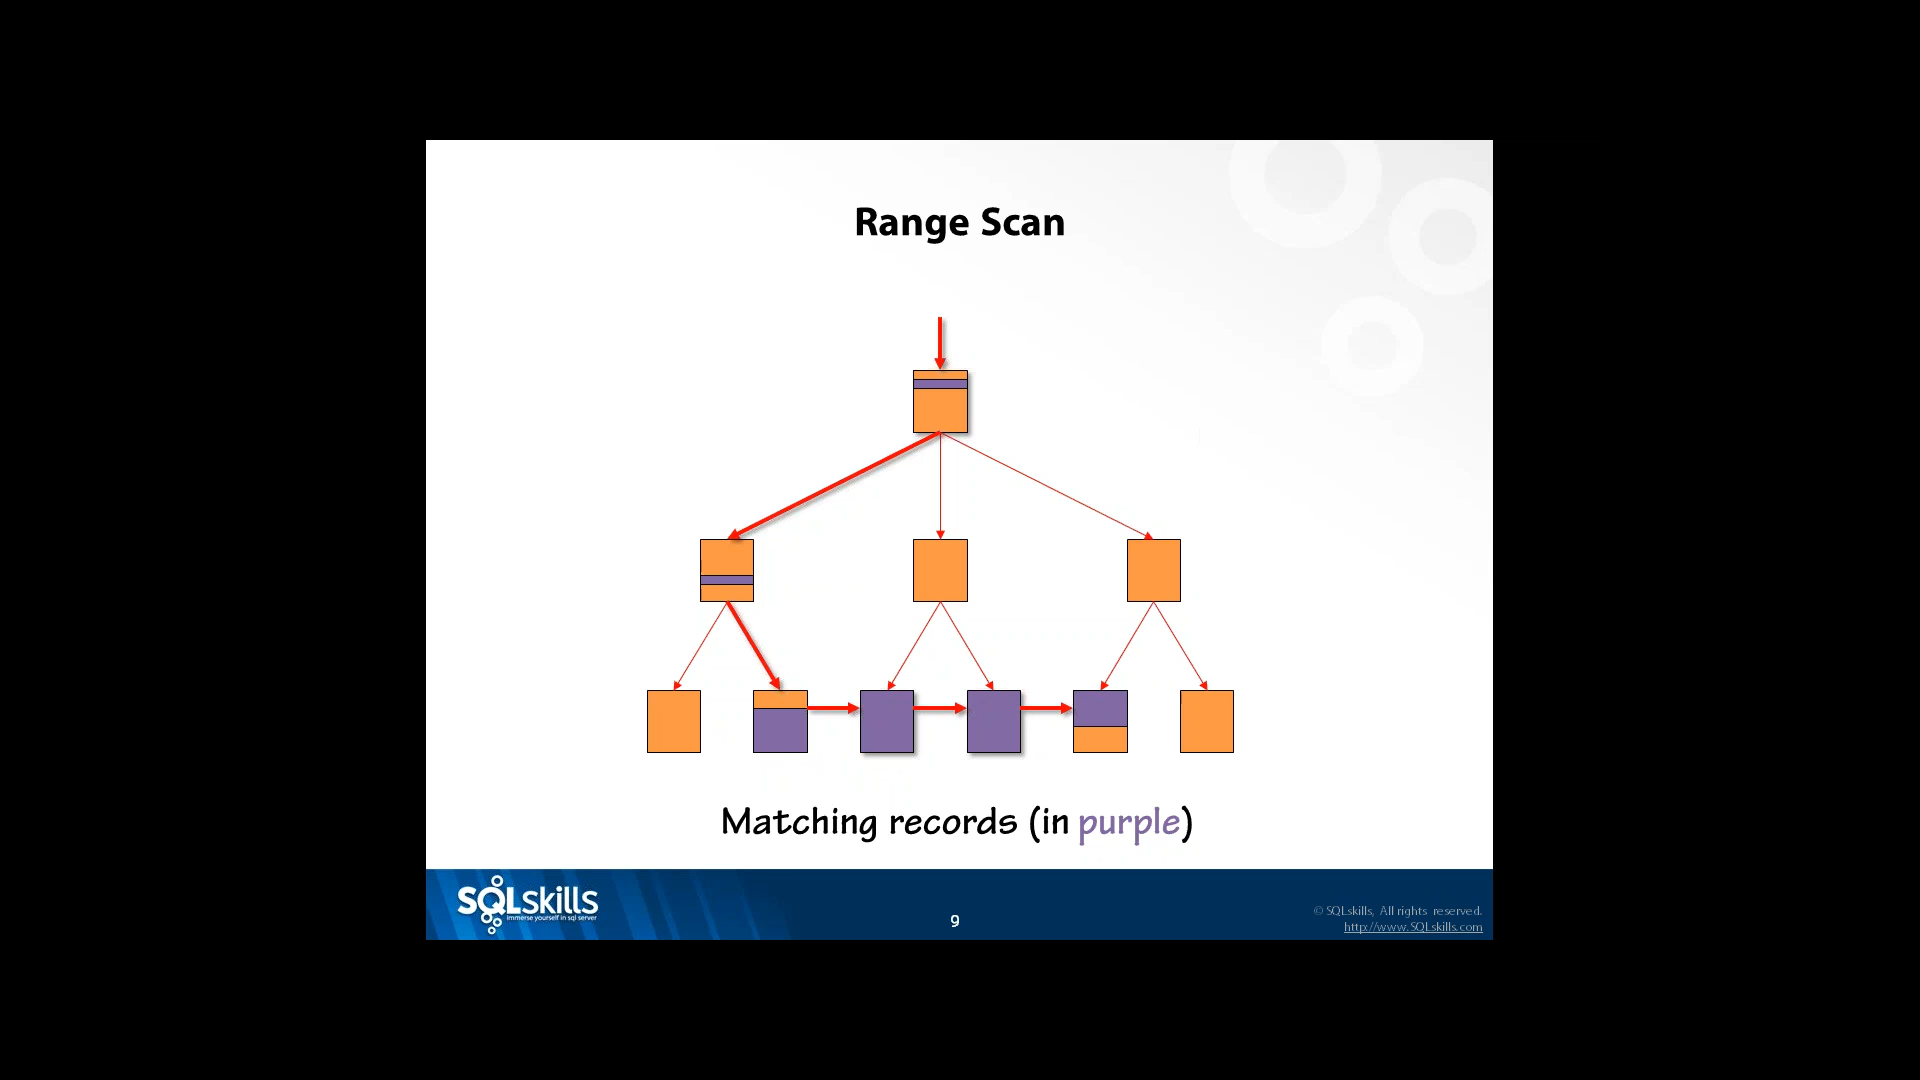 Range Scan
Matching records (in purple)
SQLskills
immerse yourself in sql server
9
© SQLskills, All rights reserved.
http://www.SQLskills.com